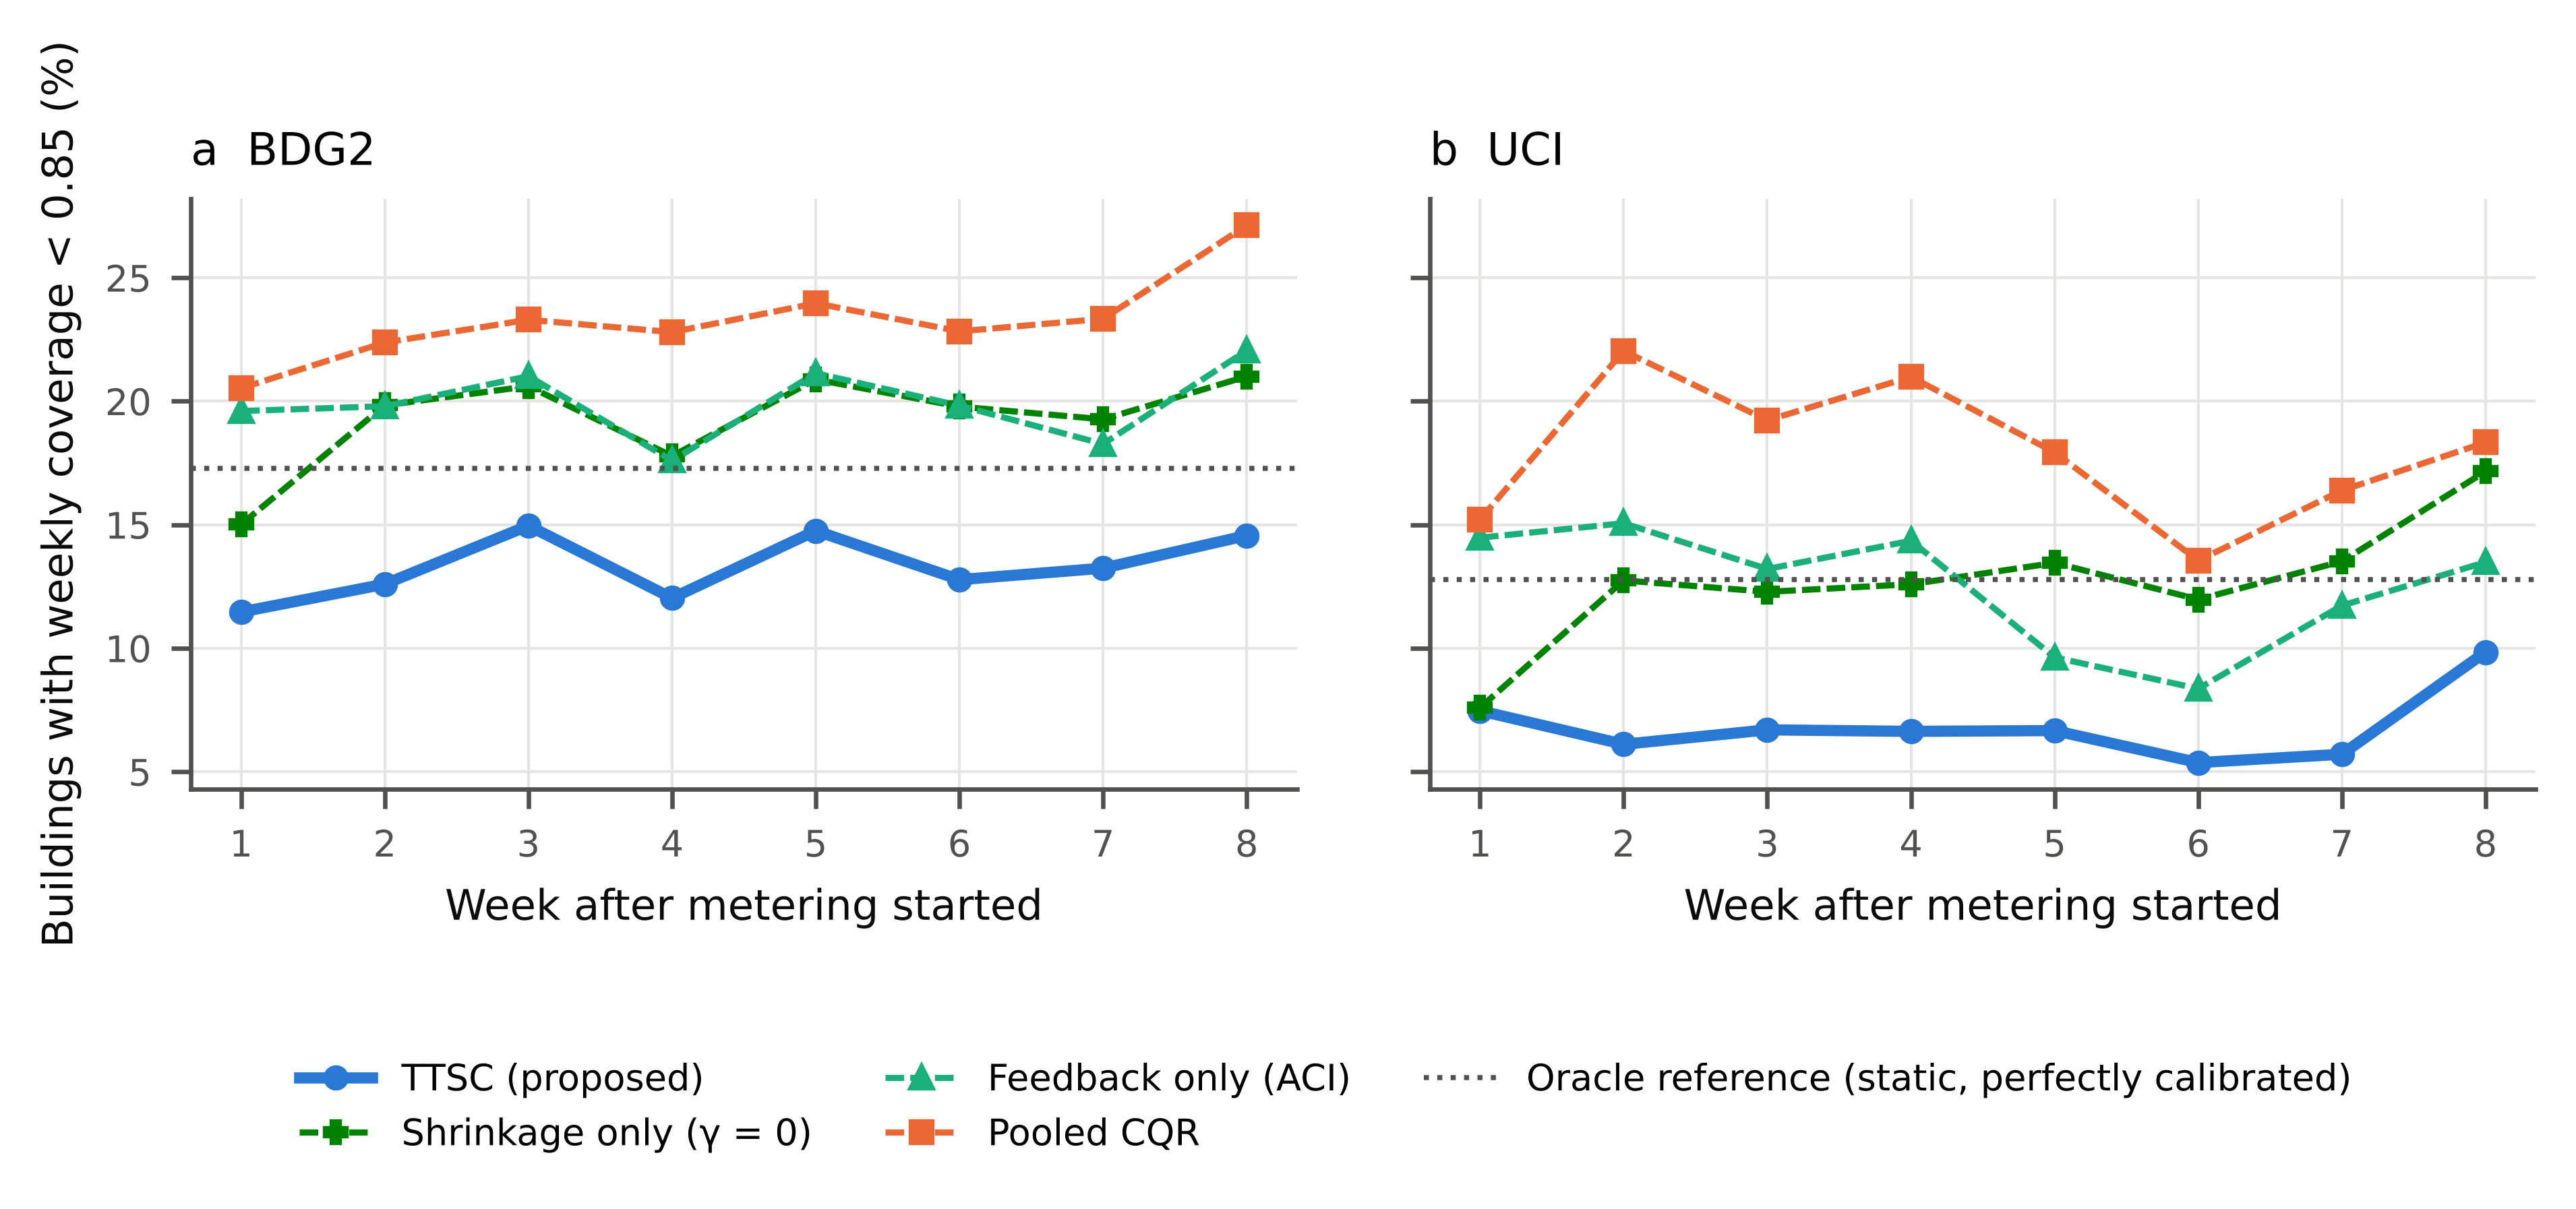 Buildings with weekly coverage < 0.85 (%)
a BDG2
25
20
15
10
5
1 2 3 4 5 6 7 8
Week after metering started
b UCI
1 2 3 4 5 6 7 8
Week after metering started
TTSC (proposed)
Shrinkage only (γ = 0)
Feedback only (ACI)
Pooled CQR
Oracle reference (static, perfectly calibrated)